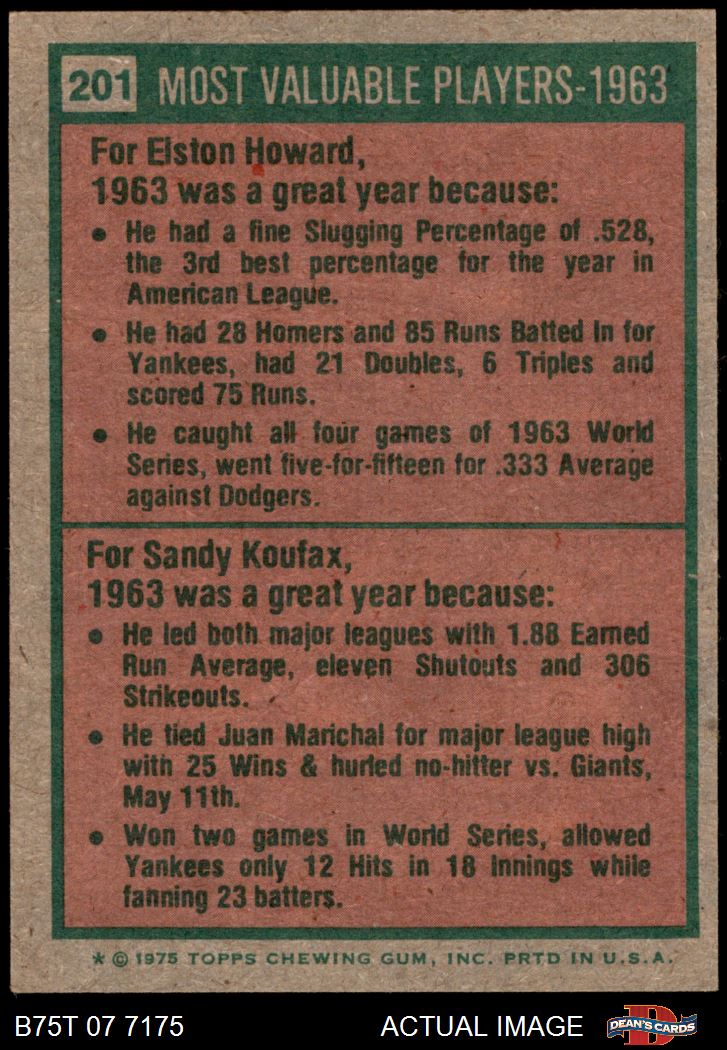 201 MOST VALUABLE PLAYERS-1963
For Elston Howard,
1963 was a great year because:
• He had a fine Slugging Percentage of .528,
the 3rd best percentage for the year in
American League.
• He had 28 Homers and 85 Runs Batted In for
Yankees, had 21 Doubles, 6 Triples and
scored 75 Runs.
• He caught all four games of 1963 World
Series, went five-for-fifteen for .333 Average
against Dodgers.
For Sandy Koufax,
1963 was a great year because:
• He led both major leagues with 1.88 Earned
Run Average, eleven Shutouts and 306
Strikeouts.
• He tied Juan Marichal for major league high
with 25 Wins & hurled no-hitter vs. Giants,
May 11th.
• Won two games in World Series, allowed
Yankees only 12 Hits in 18 Innings while
fanning 23 batters.
* © 1975 TOPPS CHEWING GUM, INC. PRTD IN U.S.A.
B75T 07 7175 ACTUAL IMAGE DEAN'S CARDS